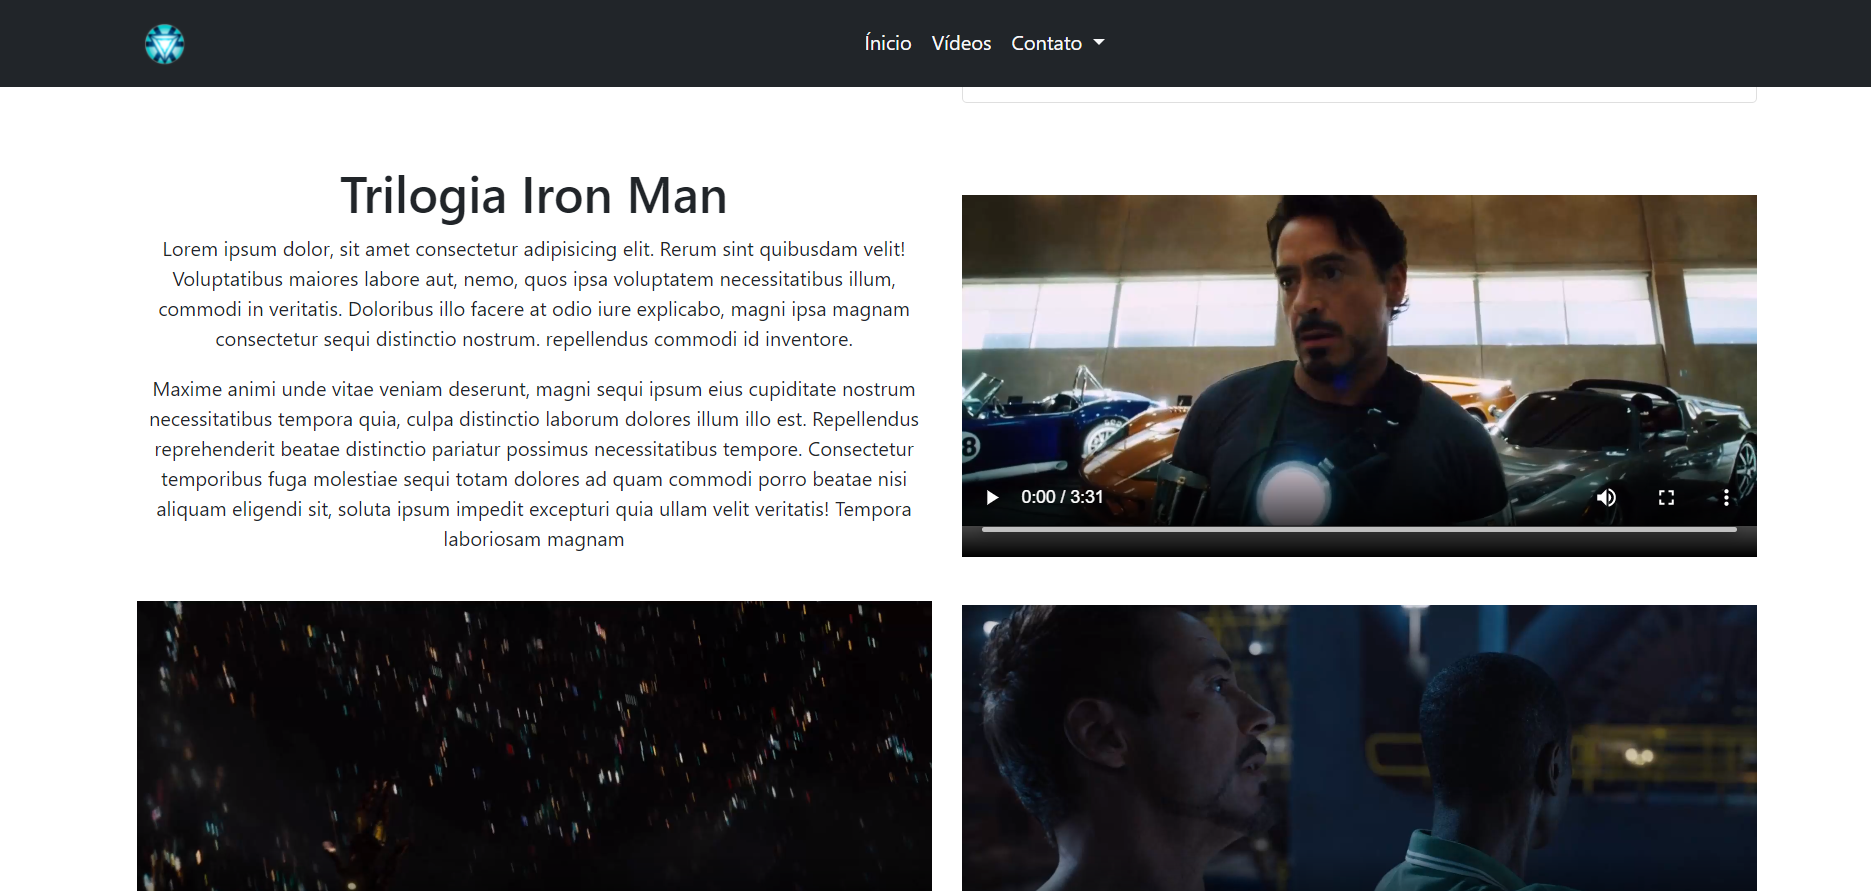 Ínicio Vídeos Contato
Trilogia Iron Man
Lorem ipsum dolor, sit amet consectetur adipisicing elit. Rerum sint quibusdam velit!
Voluptatibus maiores labore aut, nemo, quos ipsa voluptatem necessitatibus illum,
commodi in veritatis. Doloribus illo facere at odio iure explicabo, magni ipsa magnam
consectetur sequi distinctio nostrum. repellendus commodi id inventore.
Maxime animi unde vitae veniam deserunt, magni sequi ipsum eius cupiditate nostrum
necessitatibus tempora quia, culpa distinctio laborum dolores illum illo est. Repellendus
reprehenderit beatae distinctio pariatur possimus necessitatibus tempore. Consectetur
temporibus fuga molestiae sequi totam dolores ad quam commodi porro beatae nisi
aliquam eligendi sit, soluta ipsum impedit excepturi quia ullam velit veritatis! Tempora
laboriosam magnam
8
0:00 / 3:31